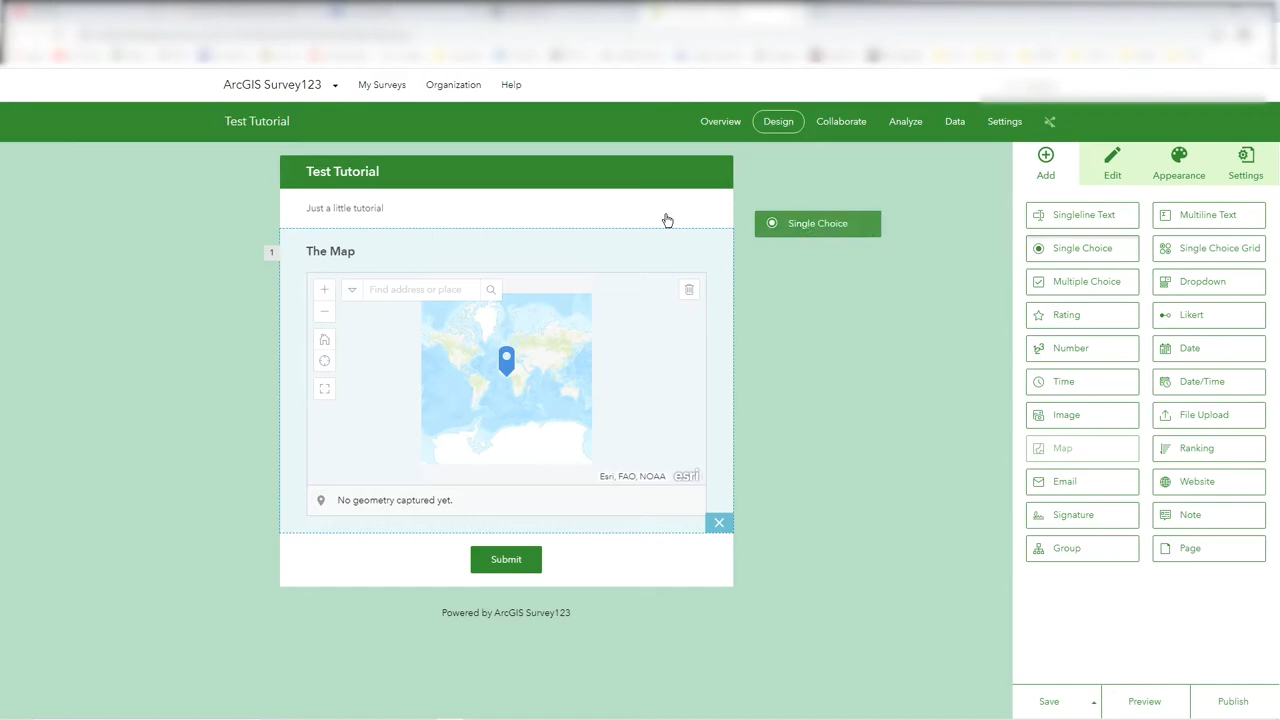 ArcGIS Survey123 My Surveys Organization Help
Test Tutorial Overview Design Collaborate Analyze Data Settings
Test Tutorial
Just a little tutorial
1 The Map
Find address or place
Esri, FAO, NOAA esri
No geometry captured yet.
Submit
Powered by ArcGIS Survey123
Single Choice
Add Edit Appearance Settings
Singleline Text Multiline Text
Single Choice Single Choice Grid
Multiple Choice Dropdown
Rating Likert
Number Date
Time Date/Time
Image File Upload
Map Ranking
Email Website
Signature Note
Group Page
Save Preview Publish